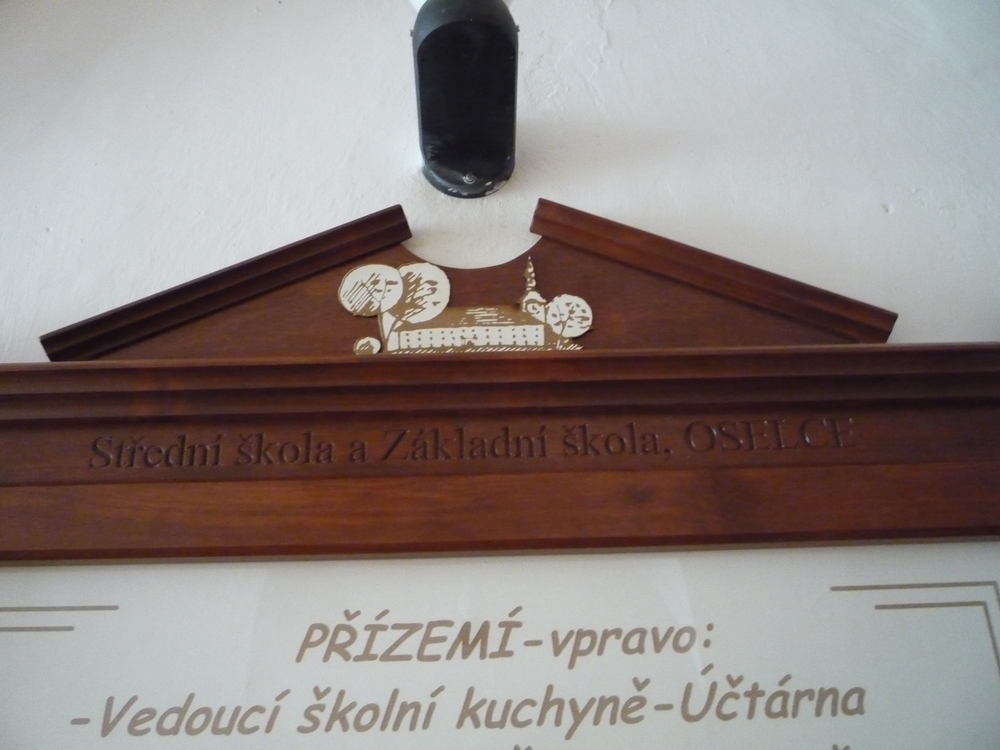 Střední škola a Základní škola, OSELCE
PŘÍZEMÍ-vpravo:
-Vedoucí školní kuchyně-Účtárna